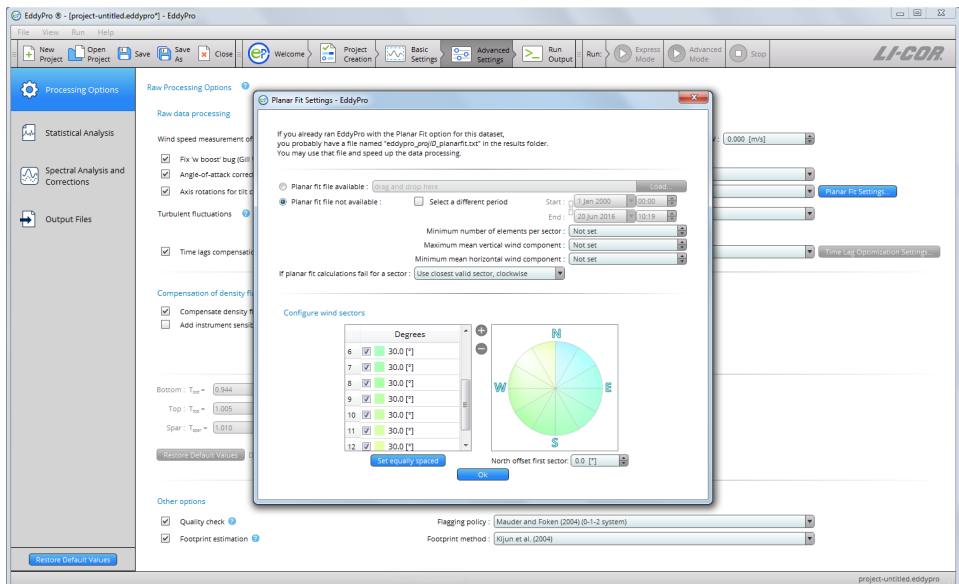 EddyPro ® - [project-untitled.eddypro*] - EddyPro
File View Run Help
New Project
Open Project
Save
Save As
Close
Welcome
Project Creation
Basic Settings
Advanced Settings
Run Output
Run:
Express Mode
Advanced Mode
Stop
LI-COR.
Processing Options
Statistical Analysis
Spectral Analysis and Corrections
Output Files
Restore Default Values
Raw Processing Options ?
Raw data processing
Wind speed measurement of
: 0.000 [m/s]
Fix 'w boost' bug (Gill
Angle-of-attack correc
Axis rotations for tilt c
Planar Fit Settings...
Turbulent fluctuations ?
Time lags compensatio
Time Lag Optimization Settings...
Compensation of density fl
Compensate density f
Add instrument sensib
Bottom : 0.944
Top : 1.005
Spar : 1.010
Restore Default Values
Other options
Quality check ?
Flagging policy : Mauder and Foken (2004) (0-1-2 system)
Footprint estimation ?
Footprint method : Kljun et al. (2004)
project-untitled.eddypro
Planar Fit Settings - EddyPro
If you already ran EddyPro with the Planar Fit option for this dataset,
you probably have a file named "eddypro_projID_planarfit.txt" in the results folder.
You may use that file and speed up the data processing.
Planar fit file available : drag and drop here Load...
Planar fit file not available : Select a different period Start : 1 Jan 2000 00:00
End : 20 Jun 2016 10:19
Minimum number of elements per sector : Not set
Maximum mean vertical wind component : Not set
Minimum mean horizontal wind component : Not set
If planar fit calculations fail for a sector : Use closest valid sector, clockwise
Configure wind sectors
Degrees
6 30.0 [°]
7 30.0 [°]
8 30.0 [°]
9 30.0 [°]
10 30.0 [°]
11 30.0 [°]
12 30.0 [°]
Set equally spaced
N
W
E
S
North offset first sector: 0.0 [°]
Ok